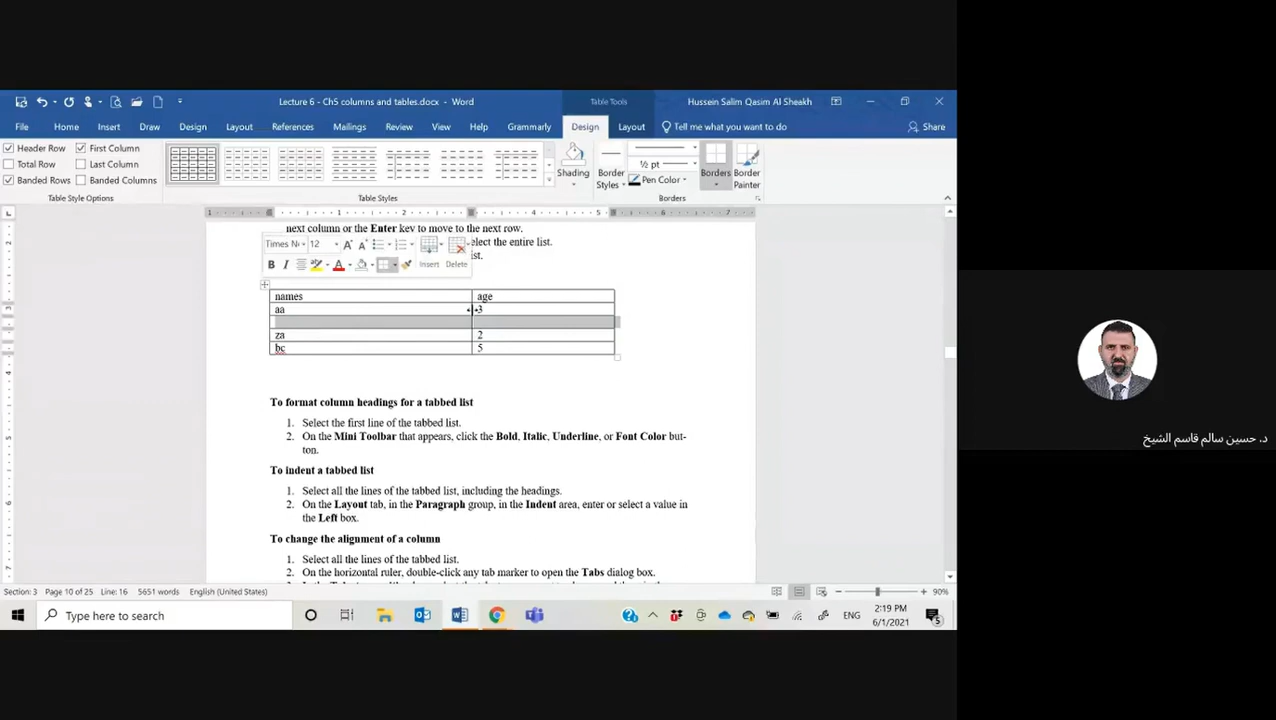 Lecture 6 - Ch5 columns and tables.docx - Word
Table Tools
Hussein Salim Qasim Al Sheakh
File Home Insert Draw Design Layout References Mailings Review View Help Grammarly Design Layout Tell me what you want to do Share
Header Row First Column
Total Row Last Column
Banded Rows Banded Columns
Table Style Options
Table Styles
Shading
Border Styles
½ pt
Pen Color
Borders
Border Painter
Borders
next column or the Enter key to move to the next row.
elect the entire list.
ist.
Times Ne 12
Insert Delete
names age
aa 3
za 2
bc 5
To format column headings for a tabbed list
1. Select the first line of the tabbed list.
2. On the Mini Toolbar that appears, click the Bold, Italic, Underline, or Font Color but-
ton.
To indent a tabbed list
1. Select all the lines of the tabbed list, including the headings.
2. On the Layout tab, in the Paragraph group, in the Indent area, enter or select a value in
the Left box.
To change the alignment of a column
1. Select all the lines of the tabbed list.
2. On the horizontal ruler, double-click any tab marker to open the Tabs dialog box.
Section: 3 Page 10 of 25 Line: 16 5651 words English (United States) 90%
Type here to search
ENG
2:19 PM
6/1/2021
5
د. حسين سالم قاسم الشيخ